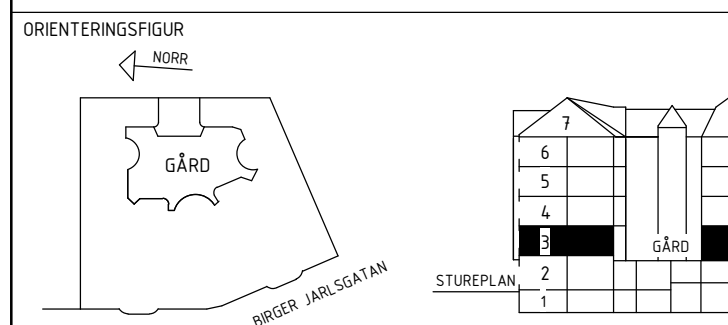 ORIENTERINGSFIGUR
NORR
GÅRD
BIRGER JARLSGATAN
7
6
5
4
3
GÅRD
STUREPLAN
2
1